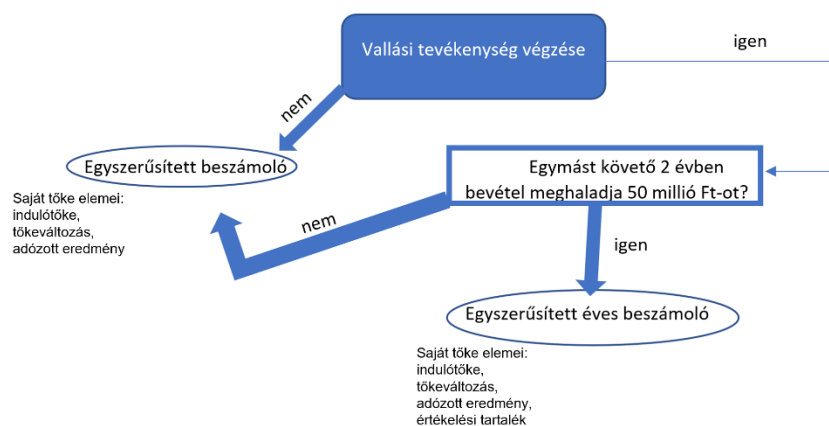 Vallási tevékenység végzése
igen
nem
Egyszerűsített beszámoló
Saját tőke elemei:
indulótőke,
tőkeváltozás,
adózott eredmény
Egymást követő 2 évben
bevétel meghaladja 50 millió Ft-ot?
nem
igen
Egyszerűsített éves beszámoló
Saját tőke elemei:
indulótőke,
tőkeváltozás,
adózott eredmény,
értékelési tartalék